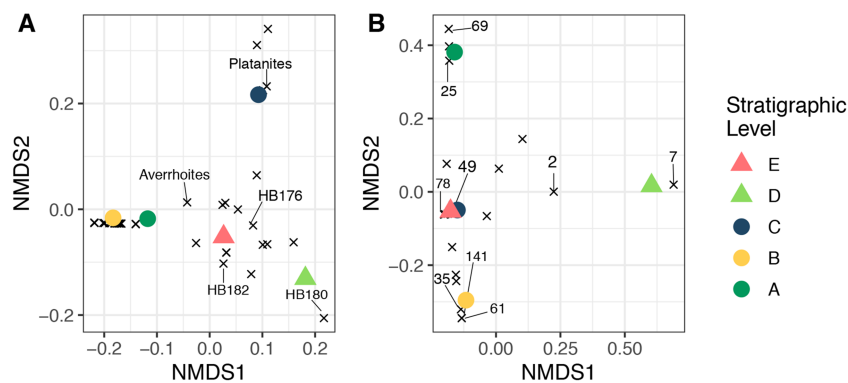 A
B
Platanites
Averrhoites
HB176
HB182
HB180
0.2
0.0
−0.2
−0.2
−0.1
0.0
0.1
0.2
NMDS1
NMDS2
69
25
2
7
78
49
141
35
61
0.4
0.2
0.0
−0.2
0.00
0.25
0.50
NMDS1
NMDS2
Stratigraphic
Level
E
D
C
B
A